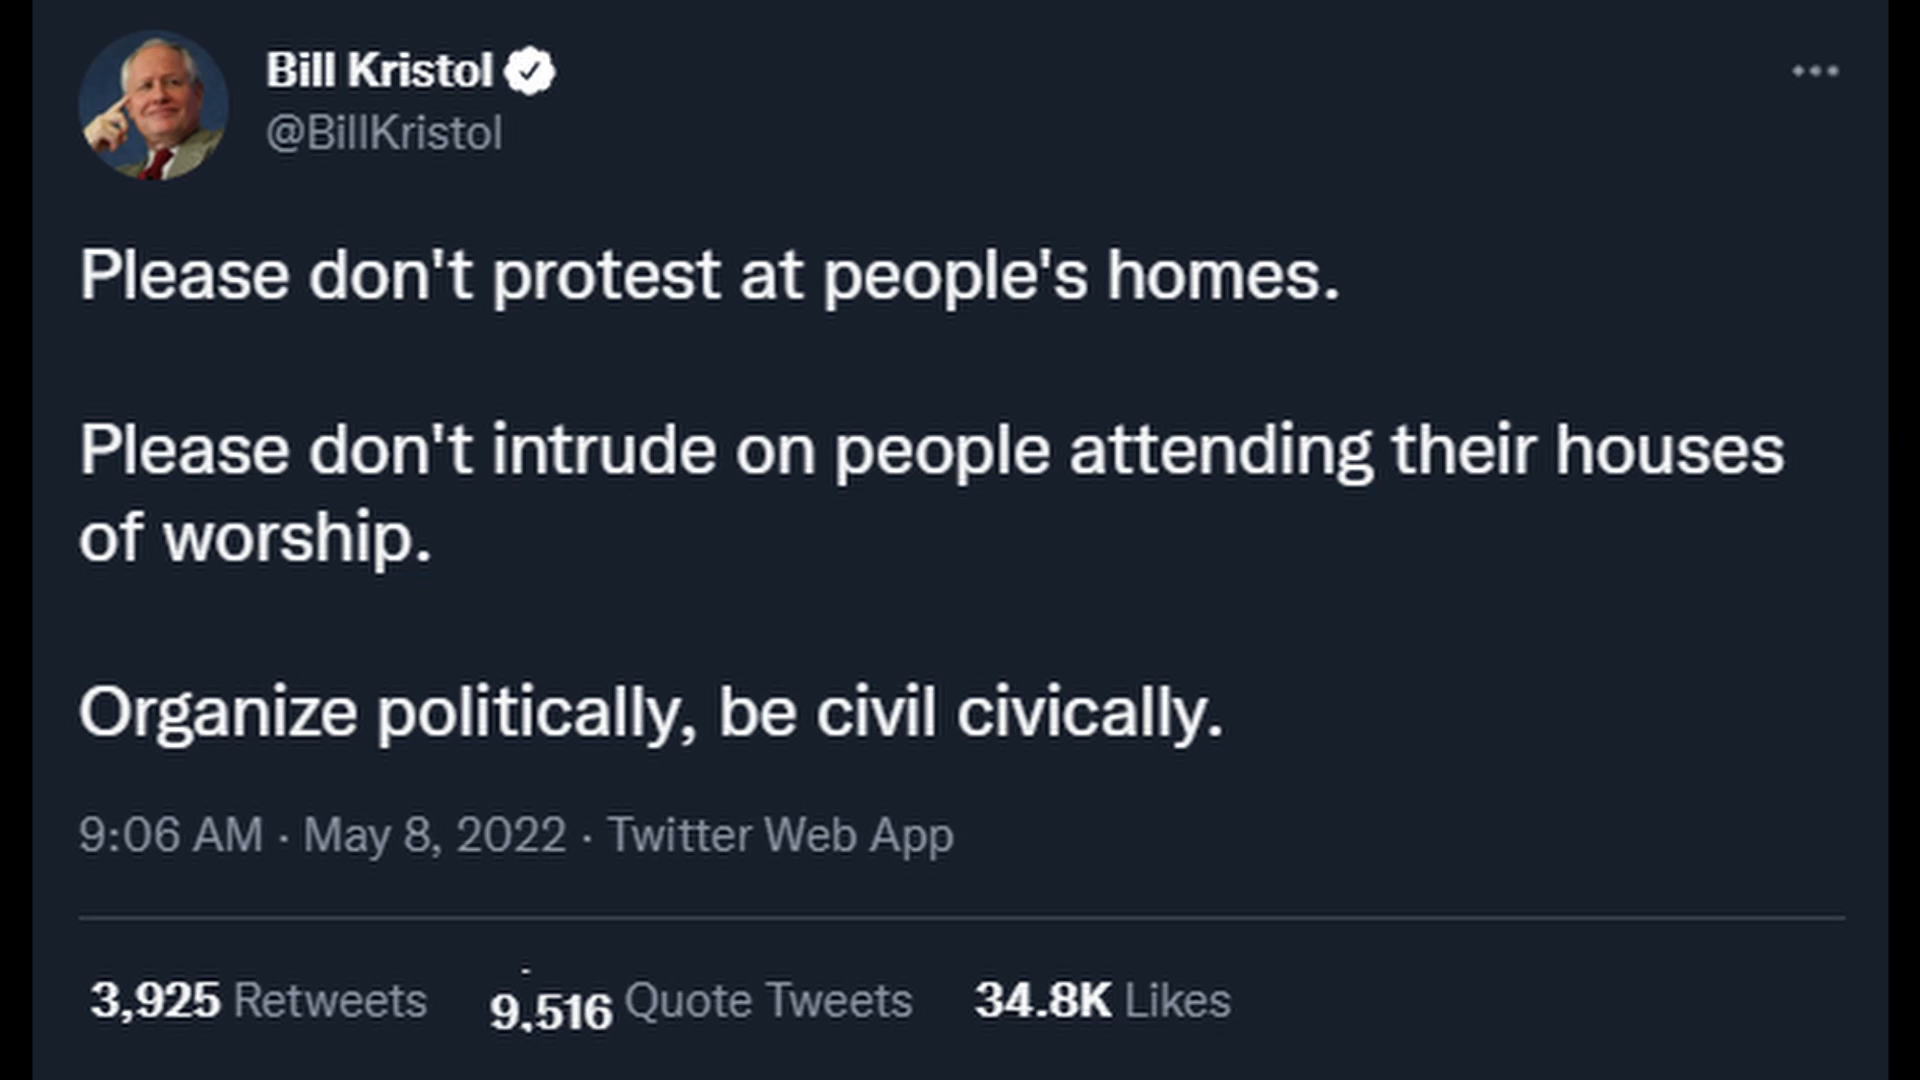 Bill Kristol
@BillKristol
Please don't protest at people's homes.
Please don't intrude on people attending their houses
of worship.
Organize politically, be civil civically.
9:06 AM · May 8, 2022 · Twitter Web App
3,925 Retweets 9,516 Quote Tweets 34.8K Likes